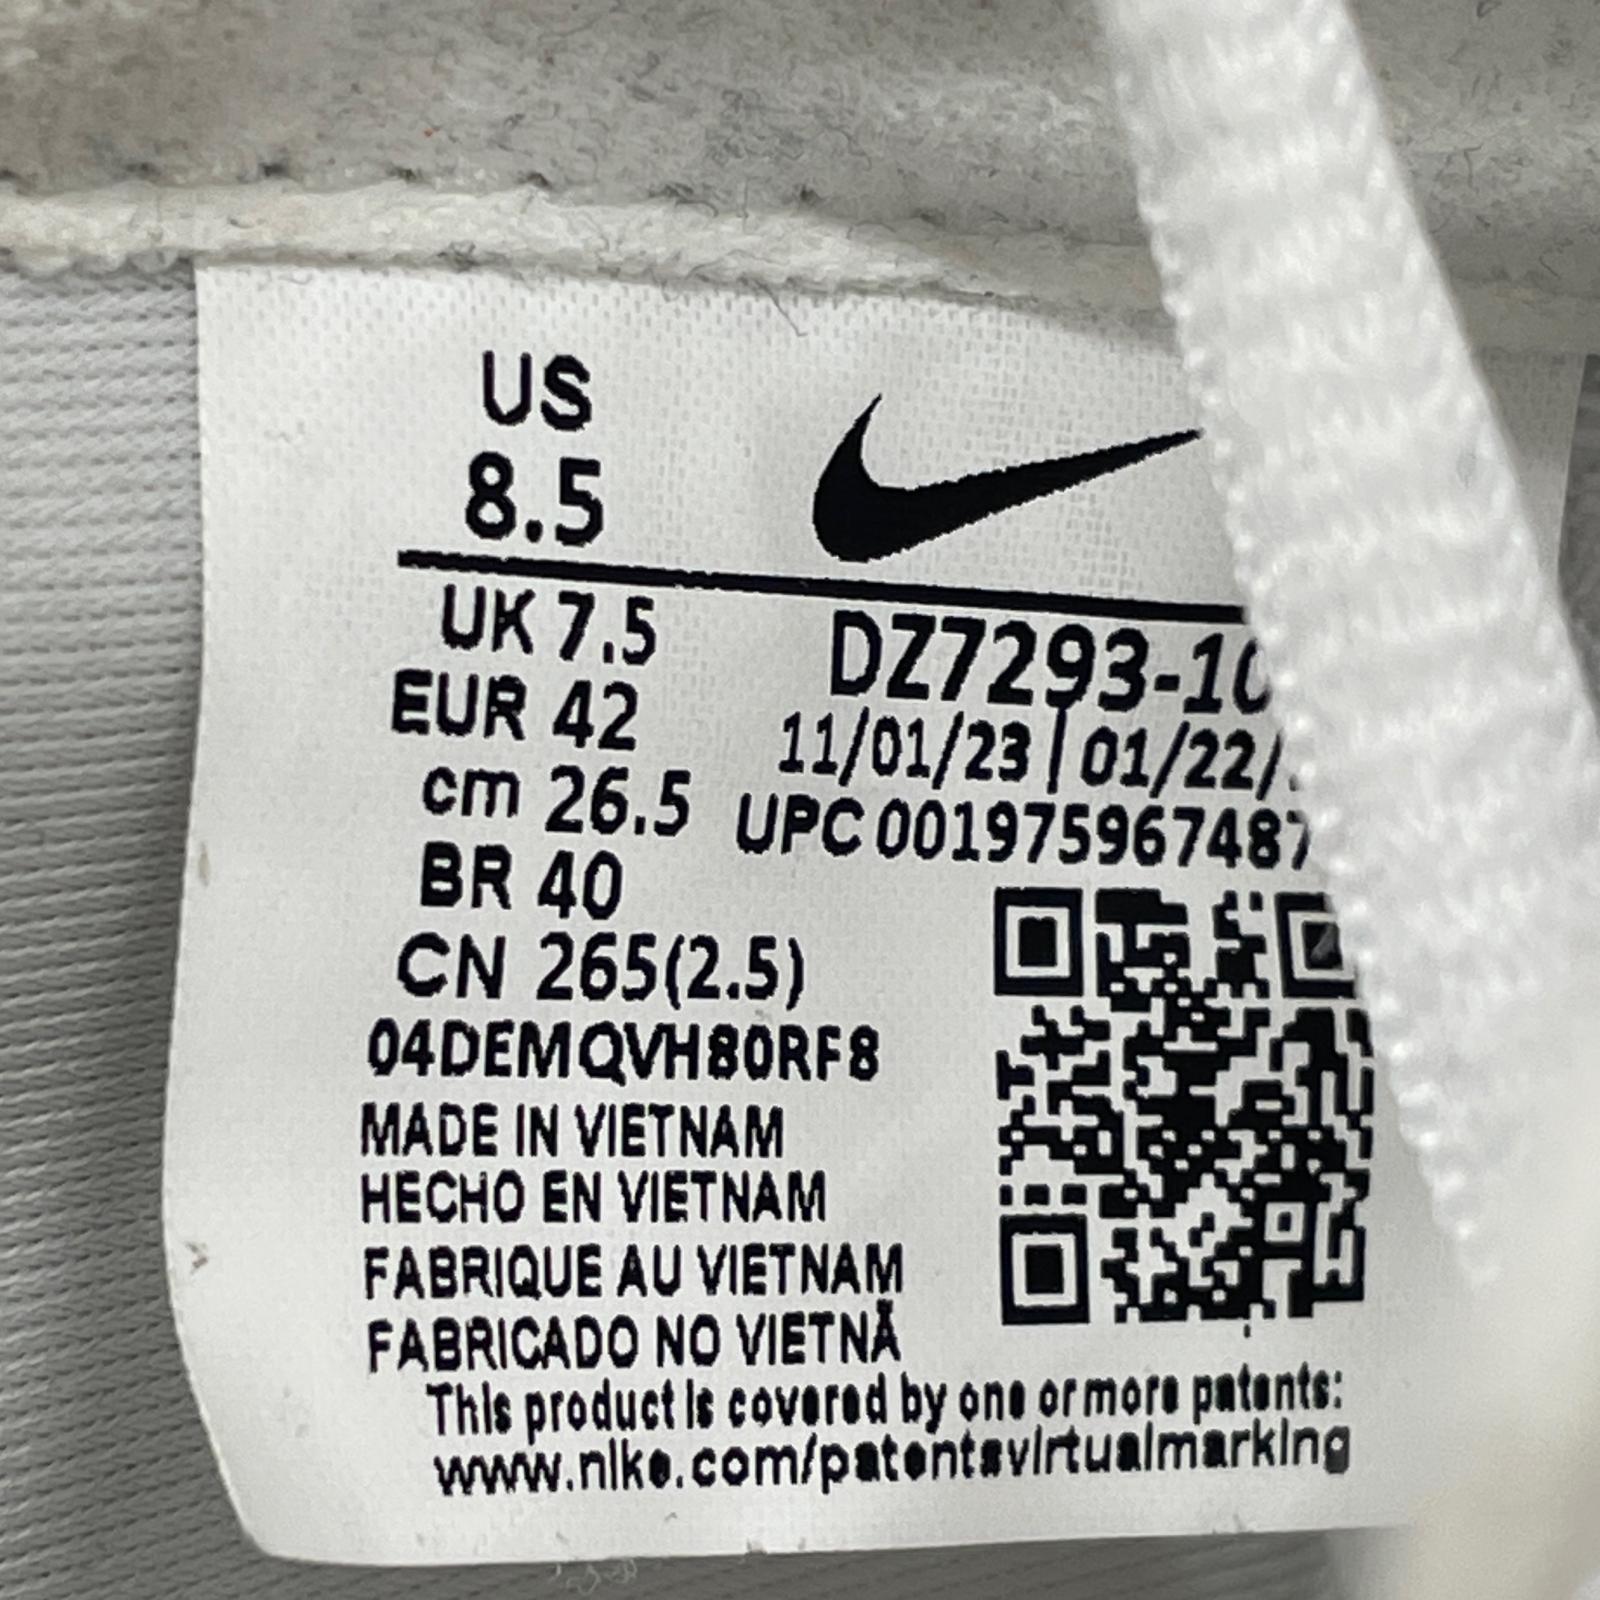 US
8.5
UK 7.5
EUR 42
cm 26.5
BR 40
CN 265(2.5)
DZ7293-10
11/01/23 | 01/22/
UPC 001975967487
04DEMQVH80RF8
MADE IN VIETNAM
HECHO EN VIETNAM
FABRIQUE AU VIETNAM
FABRICADO NO VIETNÃ
This product is covered by one or more patents:
www.nike.com/patentsvirtualmarking